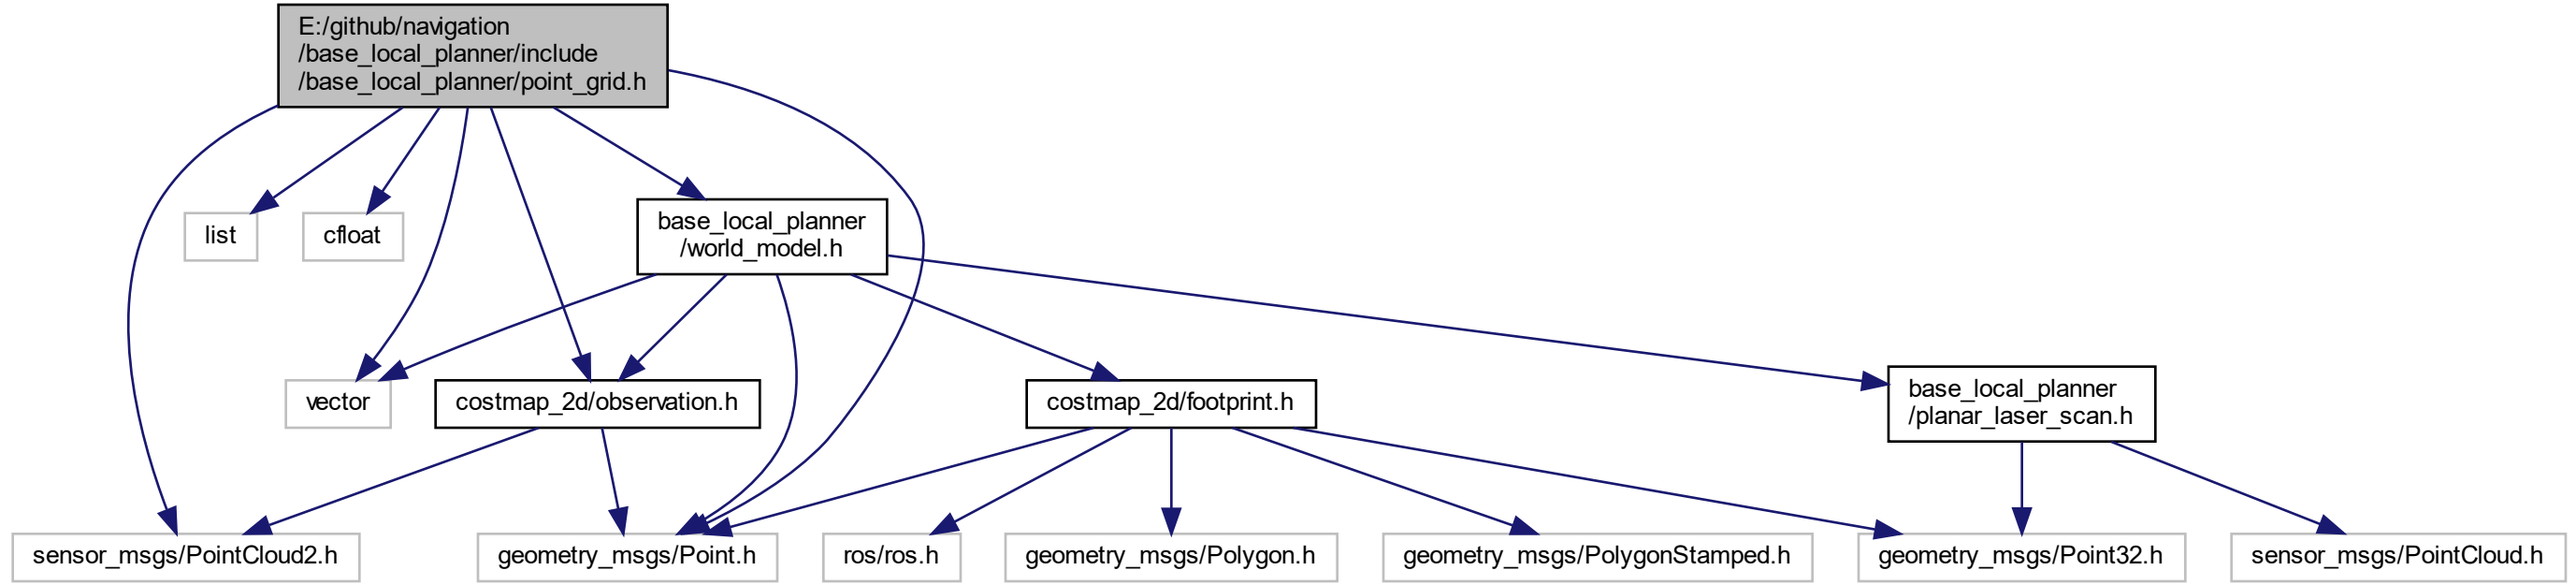 E:/github/navigation
/base_local_planner/include
/base_local_planner/point_grid.h
list
cfloat
base_local_planner
/world_model.h
vector
costmap_2d/observation.h
costmap_2d/footprint.h
base_local_planner
/planar_laser_scan.h
sensor_msgs/PointCloud2.h
geometry_msgs/Point.h
ros/ros.h
geometry_msgs/Polygon.h
geometry_msgs/PolygonStamped.h
geometry_msgs/Point32.h
sensor_msgs/PointCloud.h